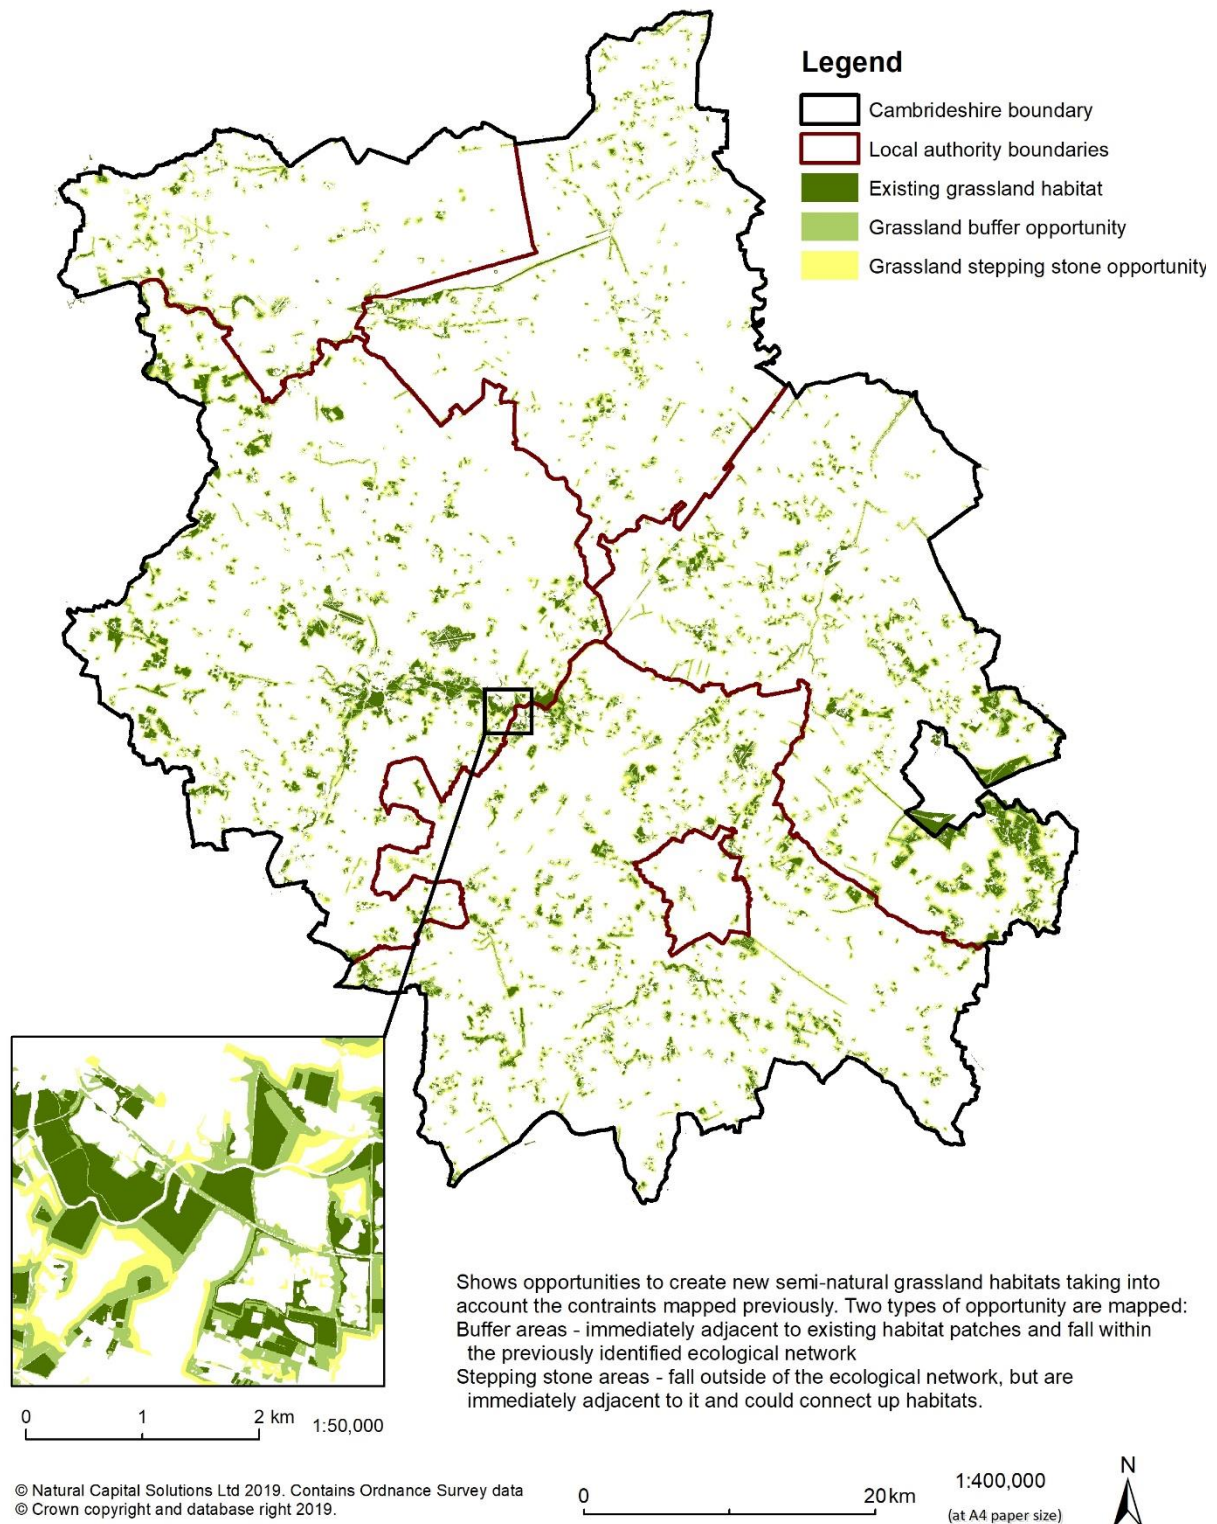 Legend
Cambrideshire boundary
Local authority boundaries
Existing grassland habitat
Grassland buffer opportunity
Grassland stepping stone opportunity
Shows opportunities to create new semi-natural grassland habitats taking into
account the contraints mapped previously. Two types of opportunity are mapped:
Buffer areas - immediately adjacent to existing habitat patches and fall within
the previously identified ecological network
Stepping stone areas - fall outside of the ecological network, but are
immediately adjacent to it and could connect up habitats.
0 1 2 km 1:50,000
© Natural Capital Solutions Ltd 2019. Contains Ordnance Survey data
© Crown copyright and database right 2019.
0 20 km
1:400,000
(at A4 paper size)
N